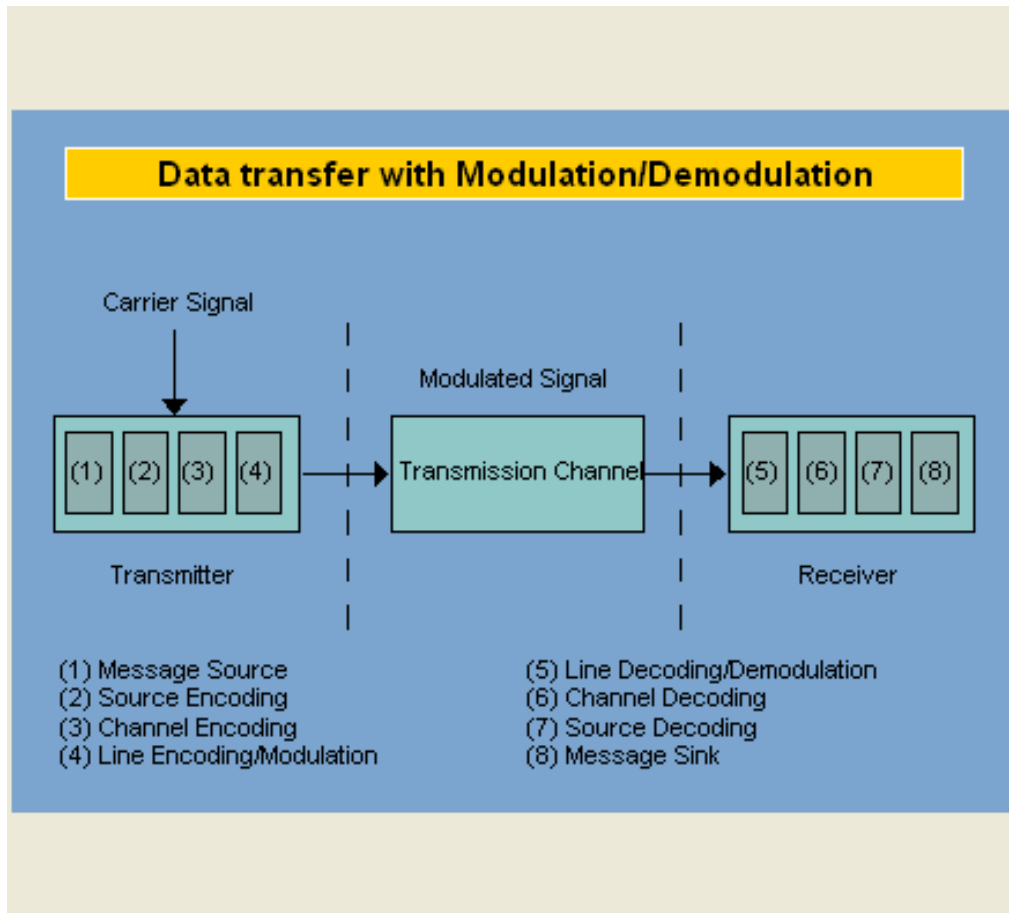 Data transfer with Modulation/Demodulation
Carrier Signal
Modulated Signal
(1) (2) (3) (4)
Transmission Channel
(5) (6) (7) (8)
Transmitter
Receiver
(1) Message Source
(2) Source Encoding
(3) Channel Encoding
(4) Line Encoding/Modulation
(5) Line Decoding/Demodulation
(6) Channel Decoding
(7) Source Decoding
(8) Message Sink